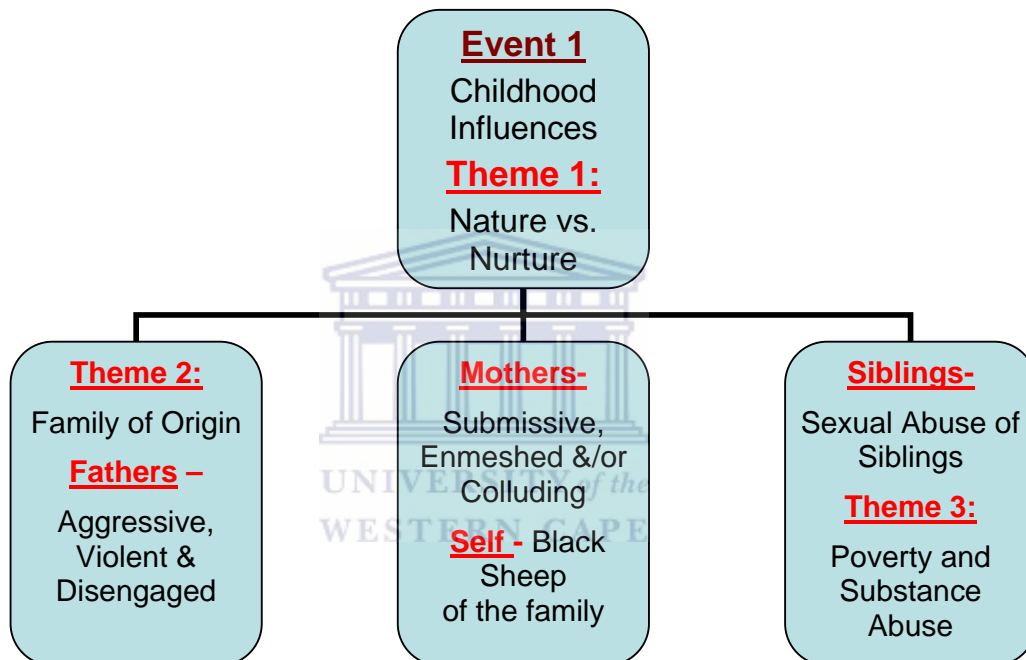 Event 1
Childhood
Influences
Theme 1:
Nature vs.
Nurture
Theme 2:
Family of Origin
Fathers –
Aggressive,
Violent &
Disengaged
Mothers-
Submissive,
Enmeshed &/or
Colluding
Self - Black
Sheep
of the family
Siblings-
Sexual Abuse of
Siblings
Theme 3:
Poverty and
Substance
Abuse
UNIVERSITY of the
WESTERN CAPE